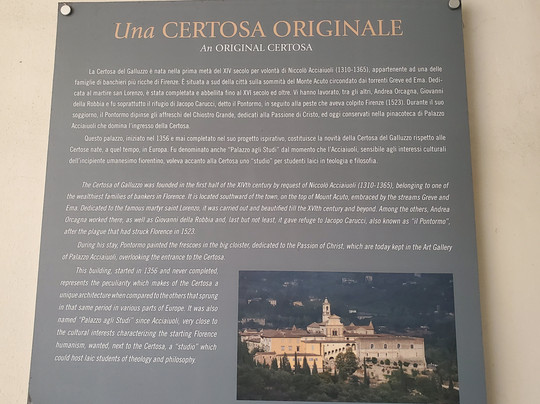 Una CERTOSA ORIGINALE
An ORIGINAL CERTOSA
La Certosa del Galluzzo è nata nella prima metà del XIV secolo per volontà di Niccolò Acciaiuoli (1310-1365), appartenente ad una delle
famiglie di banchieri più ricche di Firenze. È situata a sud della città sulla sommità del Monte Acuto circondato dai torrenti Greve ed Ema. Dedi-
cata al martire san Lorenzo, è stata completata e abbellita fino al XVI secolo ed oltre. Vi hanno lavorato, tra gli altri, Andrea Orcagna, Giovanni
della Robbia e fu soprattutto il rifugio di Jacopo Carucci, detto il Pontormo, in seguito alla peste che aveva colpito Firenze (1523). Durante il suo
soggiorno, il Pontormo dipinse gli affreschi del Chiostro Grande, dedicati alla Passione di Cristo, ed oggi conservati nella pinacoteca di Palazzo
Acciaiuoli che domina l'ingresso della Certosa.
Questo palazzo, iniziato nel 1356 e mai completato nel suo progetto ispirativo, costituisce la novità della Certosa del Galluzzo rispetto alle
Certose nate, a quel tempo, in Europa. Fu denominato anche "Palazzo agli Studi" dal momento che l'Acciaiuoli, sensibile agli interessi culturali
dell'incipiente umanesimo fiorentino, voleva accanto alla Certosa uno "studio" per studenti laici in teologia e filosofia.
The Certosa of Galluzzo was founded in the first half of the XIVth century by request of Niccolò Acciaiuoli (1310-1365), belonging to one of
the wealthiest families of bankers in Florence. It is located southward of the town, on the top of Mount Acuto, embraced by the streams Greve and
Ema. Dedicated to the famous martyr saint Lorenzo, it was carried out and beautified till the XVIth century and beyond. Among the others, Andrea
Orcagna worked there, as well as Giovanni della Robbia and, last but not least, it gave refuge to Jacopo Carucci, also known as "il Pontormo",
after the plague that had struck Florence in 1523.
During his stay, Pontormo painted the frescoes in the big cloister, dedicated to the Passion of Christ, which are today kept in the Art Gallery
of Palazzo Acciaiuoli, overlooking the entrance to the Certosa.
This building, started in 1356 and never completed,
represents the peculiarity which makes of the Certosa a
unique architecture when compared to the others that sprung
in that same period in various parts of Europe. It was also
named "Palazzo agli Studi" since Acciaiuoli, very close to
the cultural interests characterizing the starting Florence
humanism, wanted, next to the Certosa, a "studio" which
could host laic students of theology and philosophy.